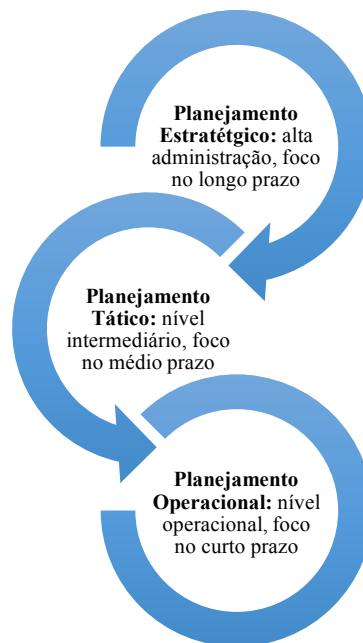 Planejamento
Estratétgico: alta
administração, foco
no longo prazo
Planejamento
Tático: nível
intermediário, foco
no médio prazo
Planejamento
Operacional: nível
operacional, foco
no curto prazo